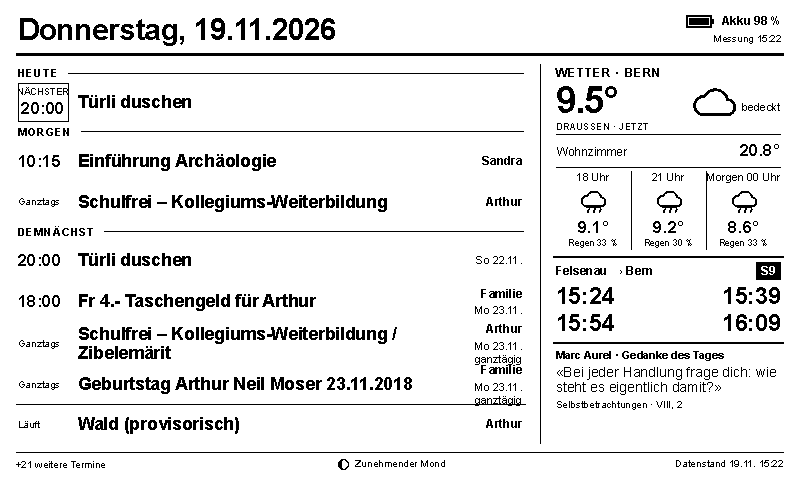 Donnerstag, 19.11.2026
Akku 98 %
Messung 15:22
HEUTE
NÄCHSTER
20:00 Türli duschen
MORGEN
10:15 Einführung Archäologie Sandra
Ganztags Schulfrei – Kollegiums-Weiterbildung Arthur
DEMNÄCHST
20:00 Türli duschen So 22.11.
18:00 Fr 4.- Taschengeld für Arthur Familie
Mo 23.11.
Ganztags Schulfrei – Kollegiums-Weiterbildung / Zibelemärit Arthur
Mo 23.11.
ganztägig
Ganztags Geburtstag Arthur Neil Moser 23.11.2018 Familie
Mo 23.11.
ganztägig
Läuft Wald (provisorisch) Arthur
WETTER · BERN
9.5°
bedeckt
DRAUSSEN · JETZT
Wohnzimmer 20.8°
18 Uhr 21 Uhr Morgen 00 Uhr
9.1° 9.2° 8.6°
Regen 33 % Regen 30 % Regen 33 %
Felsenau › Bern S9
15:24 15:39
15:54 16:09
Marc Aurel · Gedanke des Tages
«Bei jeder Handlung frage dich: wie
steht es eigentlich damit?»
Selbstbetrachtungen · VIII, 2
+21 weitere Termine
Zunehmender Mond
Datenstand 19.11. 15:22